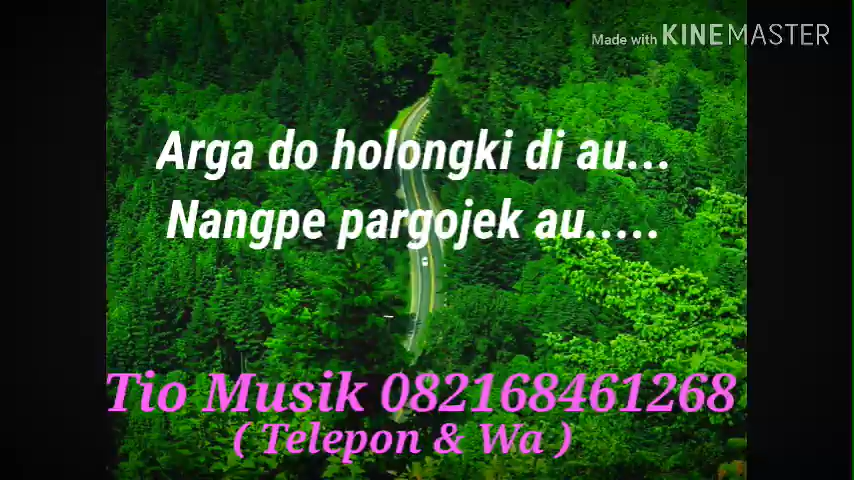 Made with KINEMASTER
Arga do holongki di au...
Nangpe pargojek au.....
Tio Musik 082168461268
( Telepon & Wa )